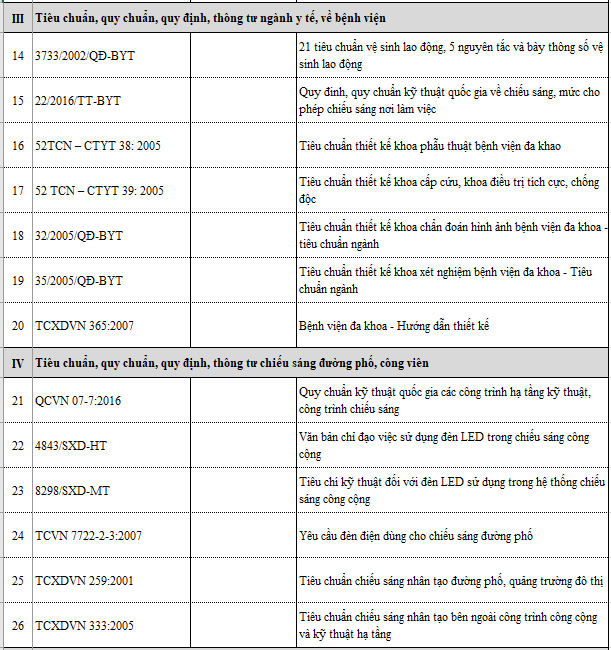 III Tiêu chuẩn, quy chuẩn, quy định, thông tư ngành y tế, về bệnh viện
14 3733/2002/QĐ-BYT 21 tiêu chuẩn vệ sinh lao động, 5 nguyên tắc và bảy thông số vệ
sinh lao động
15 22/2016/TT-BYT Quy đinh, quy chuẩn kỹ thuật quốc gia về chiếu sáng, mức cho
phép chiếu sáng nơi làm việc
16 52TCN – CTYT 38: 2005 Tiêu chuẩn thiết kế khoa phẫu thuật bệnh viện đa khao
17 52 TCN – CTYT 39: 2005 Tiêu chuẩn thiết kế khoa cấp cứu, khoa điều trị tích cực, chống
độc
18 32/2005/QĐ-BYT Tiêu chuẩn thiết kế khoa chẩn đoán hình ảnh bệnh viện đa khoa -
tiêu chuẩn ngành
19 35/2005/QĐ-BYT Tiêu chuẩn thiết kế khoa xét nghiệm bệnh viện đa khoa - Tiêu
chuẩn ngành
20 TCXDVN 365:2007 Bệnh viện đa khoa - Hướng dẫn thiết kế
IV Tiêu chuẩn, quy chuẩn, quy định, thông tư chiếu sáng đường phố, công viên
21 QCVN 07-7:2016 Quy chuẩn kỹ thuật quốc gia các công trình hạ tầng kỹ thuật,
công trình chiếu sáng
22 4843/SXD-HT Văn bản chỉ đạo việc sử dụng đèn LED trong chiếu sáng công
cộng
23 8298/SXD-MT Tiêu chí kỹ thuật đối với đèn LED sử dụng trong hệ thống chiếu
sáng công cộng
24 TCVN 7722-2-3:2007 Yêu cầu đèn điện dùng cho chiếu sáng đường phố
25 TCXDVN 259:2001 Tiêu chuẩn chiếu sáng nhân tạo đường phố, quảng trường đô thị
26 TCXDVN 333:2005 Tiêu chuẩn chiếu sáng nhân tạo bên ngoài công trình công cộng
và kỹ thuật hạ tầng